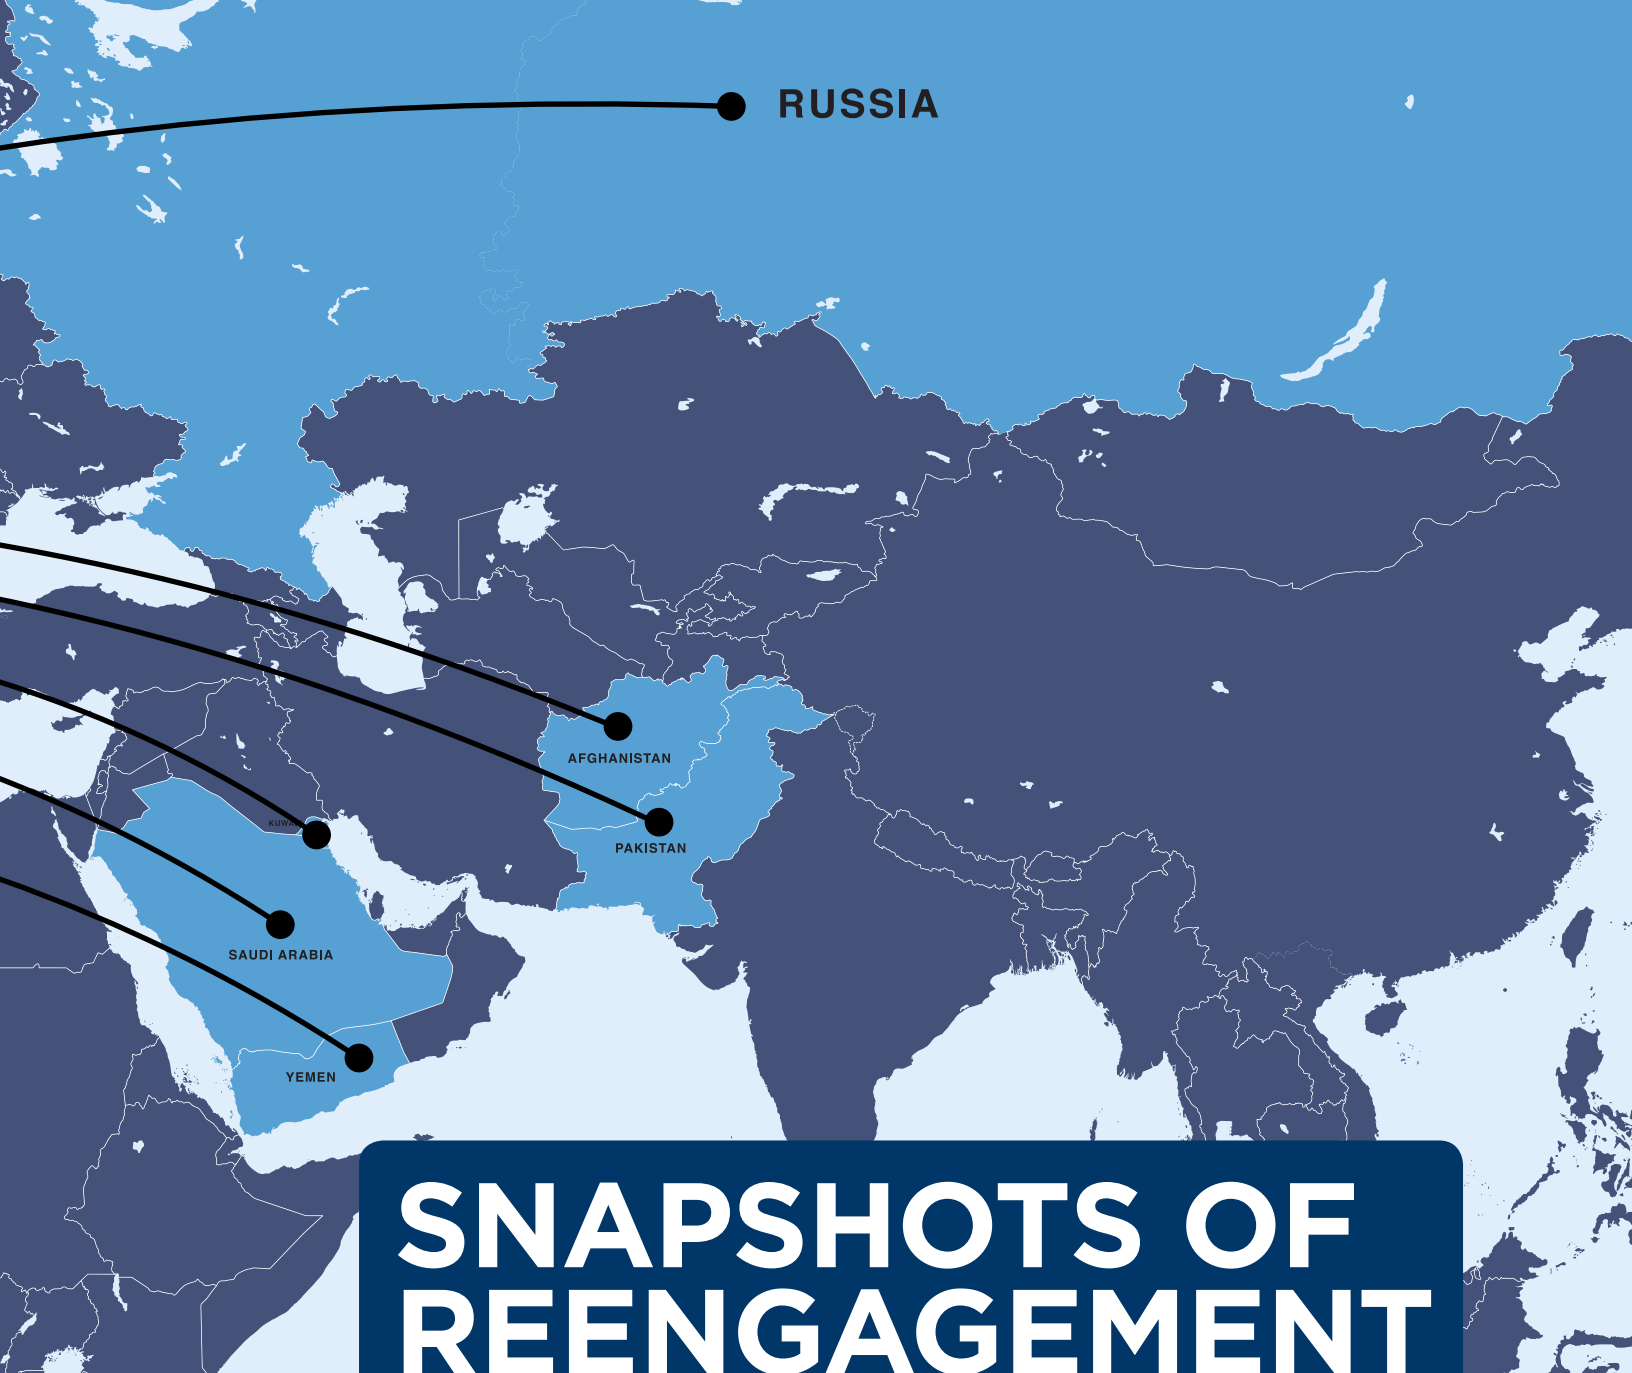 RUSSIA
AFGHANISTAN
PAKISTAN
SAUDI ARABIA
YEMEN
SNAPSHOTS OF
REENGAGEMENT